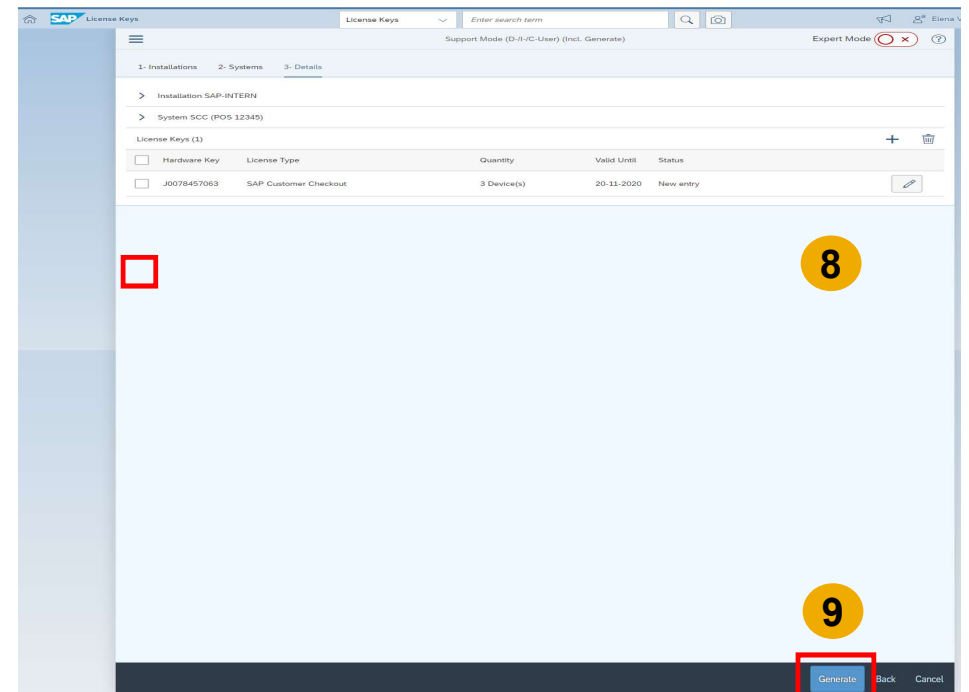 SAP License Keys License Keys Enter search term Elena V
Support Mode (D-/I-/C-User) (Incl. Generate) Expert Mode
1- Installations 2- Systems 3- Details
Installation SAP-INTERN
System SCC (POS 12345)
License Keys (1)
Hardware Key License Type Quantity Valid Until Status
J0078457063 SAP Customer Checkout 3 Device(s) 20-11-2020 New entry
8
9
Generate Back Cancel